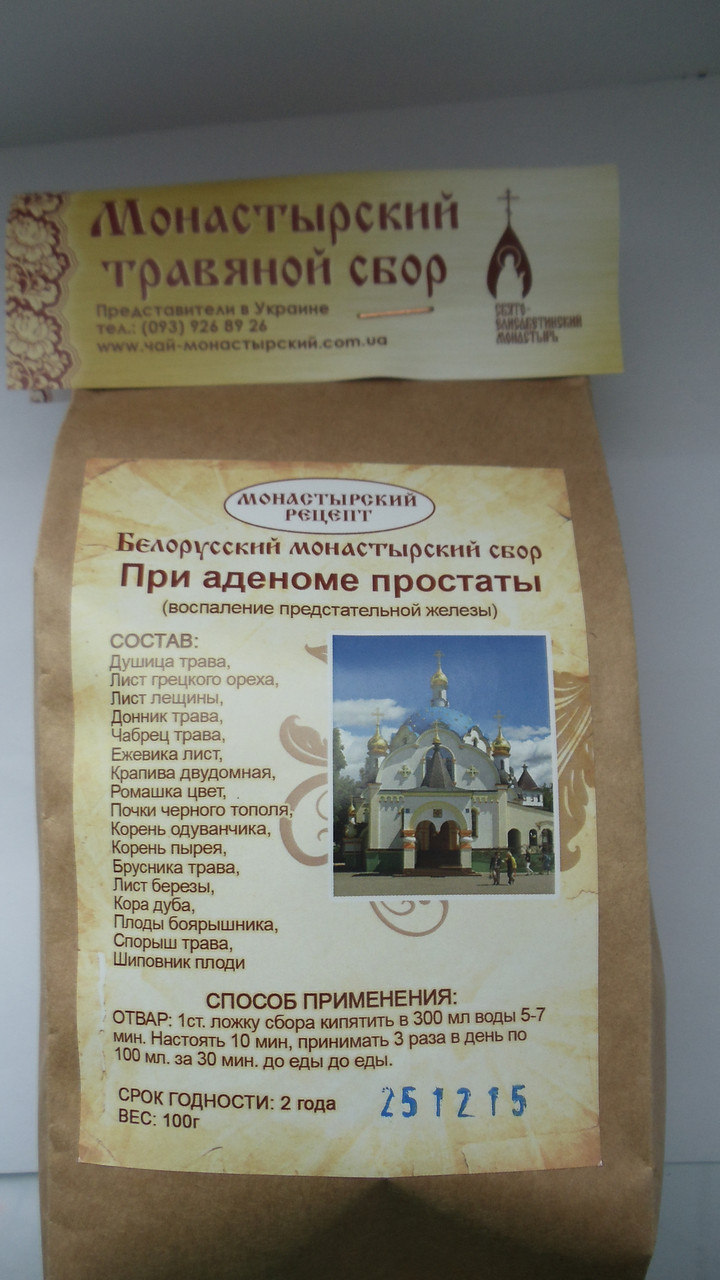 Монастырский
травяной сбор
Представители в Украине
тел.: (093) 926 89 26
www.чай-монастырский.com.ua
СВЯТО-
ЕЛИСАВЕТИНСКИЙ
МОНАСТЫРЬ
МОНАСТЫРСКИЙ
РЕЦЕПТ
Белорусский монастырский сбор
При аденоме простаты
(воспаление предстательной железы)
СОСТАВ:
Душица трава,
Лист грецкого ореха,
Лист лещины,
Донник трава,
Чабрец трава,
Ежевика лист,
Крапива двудомная,
Ромашка цвет,
Почки черного тополя,
Корень одуванчика,
Корень пырея,
Брусника трава,
Лист березы,
Кора дуба,
Плоды боярышника,
Спорыш трава,
Шиповник плоди
СПОСОБ ПРИМЕНЕНИЯ:
ОТВАР: 1ст. ложку сбора кипятить в 300 мл воды 5-7
мин. Настоять 10 мин, принимать 3 раза в день по
100 мл. за 30 мин. до еды до еды.
СРОК ГОДНОСТИ: 2 года
251215
ВЕС: 100г